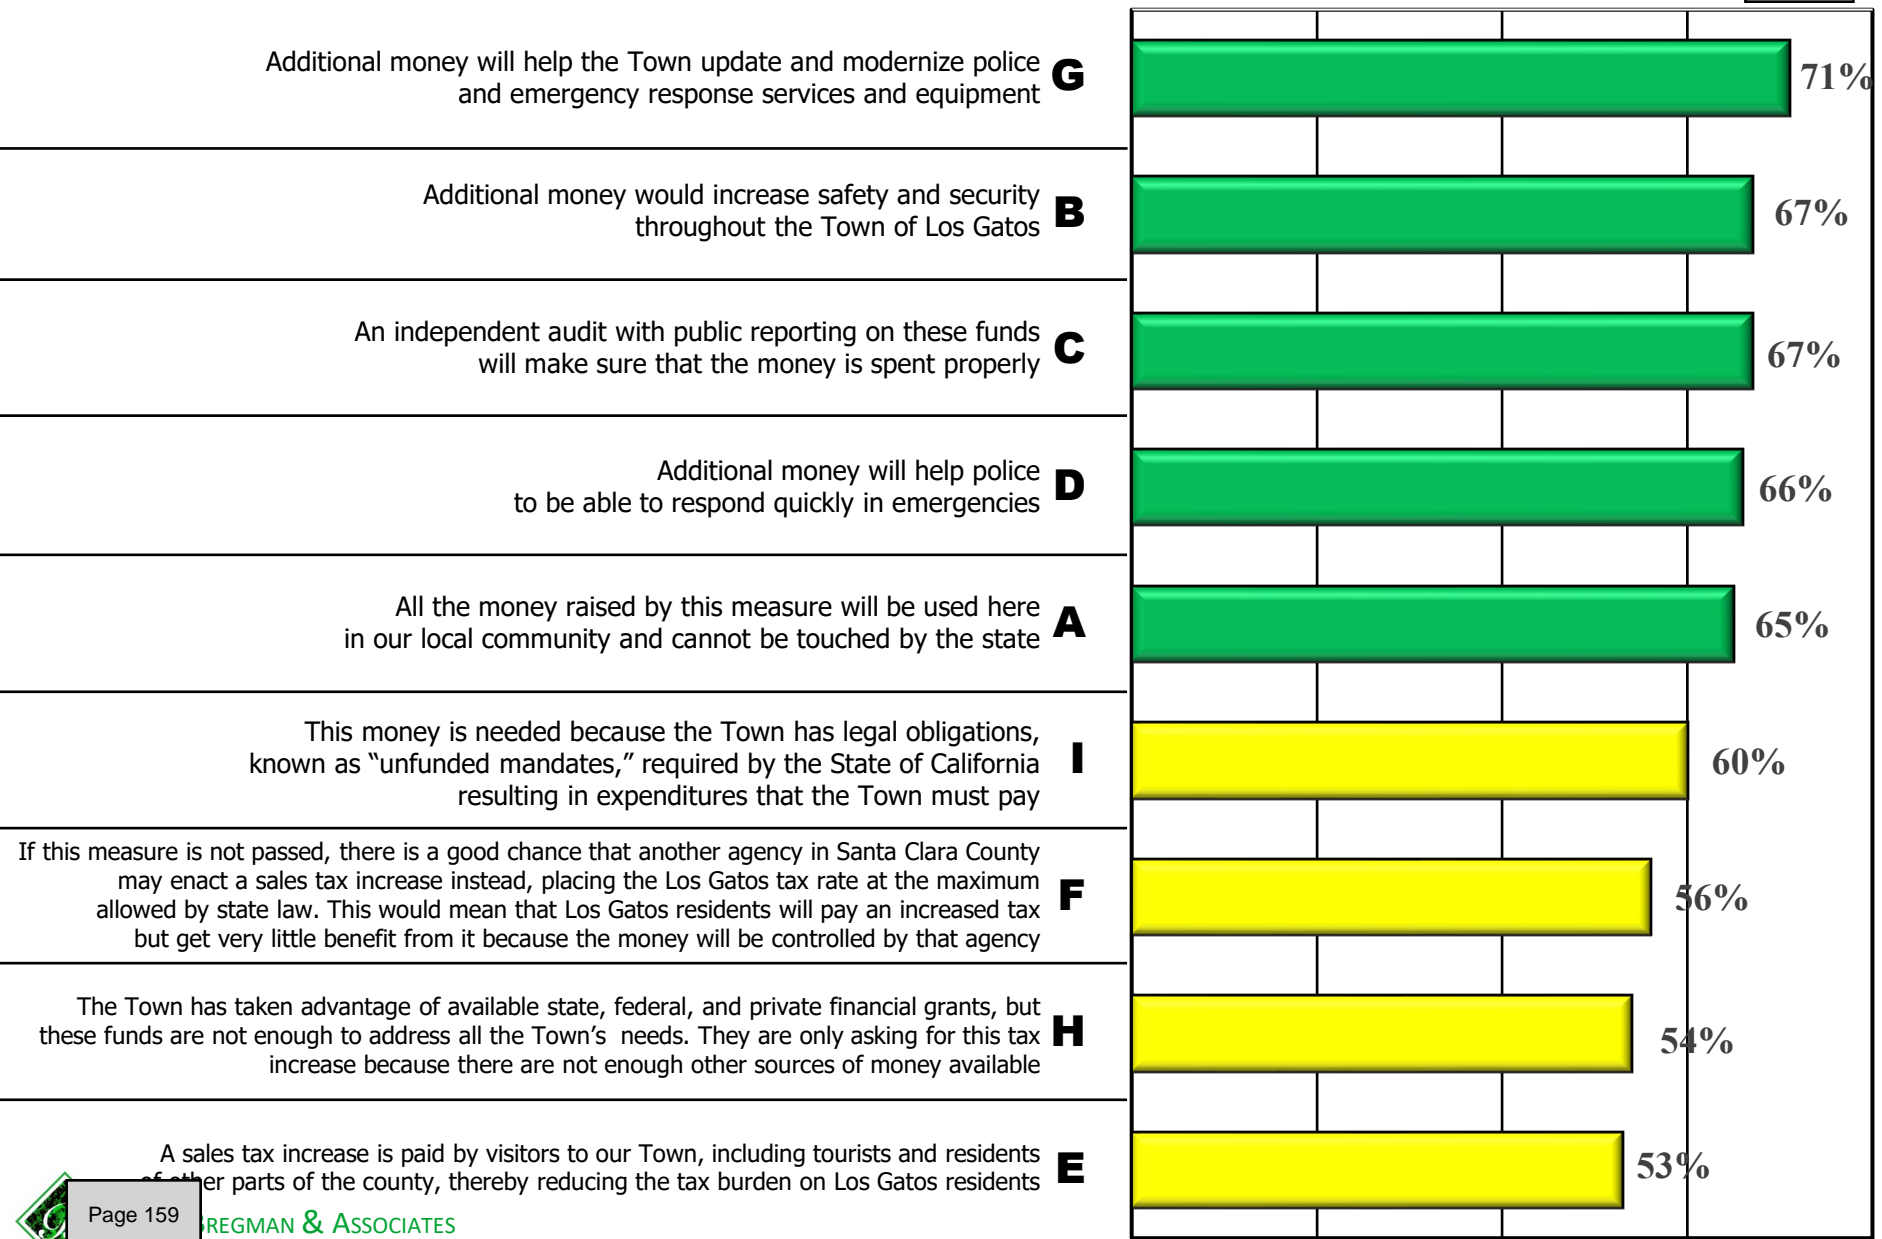 Additional money will help the Town update and modernize police
and emergency response services and equipment
G
71%
Additional money would increase safety and security
throughout the Town of Los Gatos
B
67%
An independent audit with public reporting on these funds
will make sure that the money is spent properly
C
67%
Additional money will help police
to be able to respond quickly in emergencies
D
66%
All the money raised by this measure will be used here
in our local community and cannot be touched by the state
A
65%
This money is needed because the Town has legal obligations,
known as “unfunded mandates,” required by the State of California
resulting in expenditures that the Town must pay
I
60%
If this measure is not passed, there is a good chance that another agency in Santa Clara County
may enact a sales tax increase instead, placing the Los Gatos tax rate at the maximum
allowed by state law. This would mean that Los Gatos residents will pay an increased tax
but get very little benefit from it because the money will be controlled by that agency
F
56%
The Town has taken advantage of available state, federal, and private financial grants, but
these funds are not enough to address all the Town’s needs. They are only asking for this tax
increase because there are not enough other sources of money available
H
54%
A sales tax increase is paid by visitors to our Town, including tourists and residents
of other parts of the county, thereby reducing the tax burden on Los Gatos residents
E
53%
Page 159
BREGMAN & ASSOCIATES